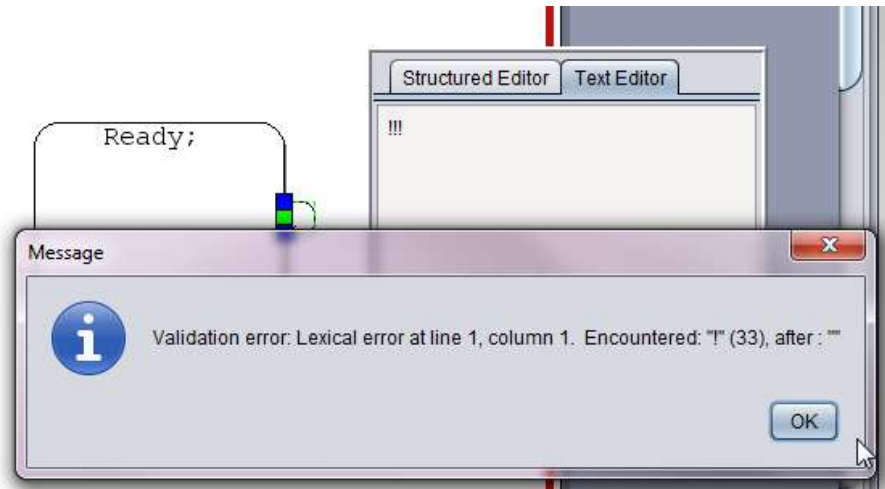 Structured Editor Text Editor
!!!
Ready;
Message
Validation error: Lexical error at line 1, column 1. Encountered: "!" (33), after : ""
OK